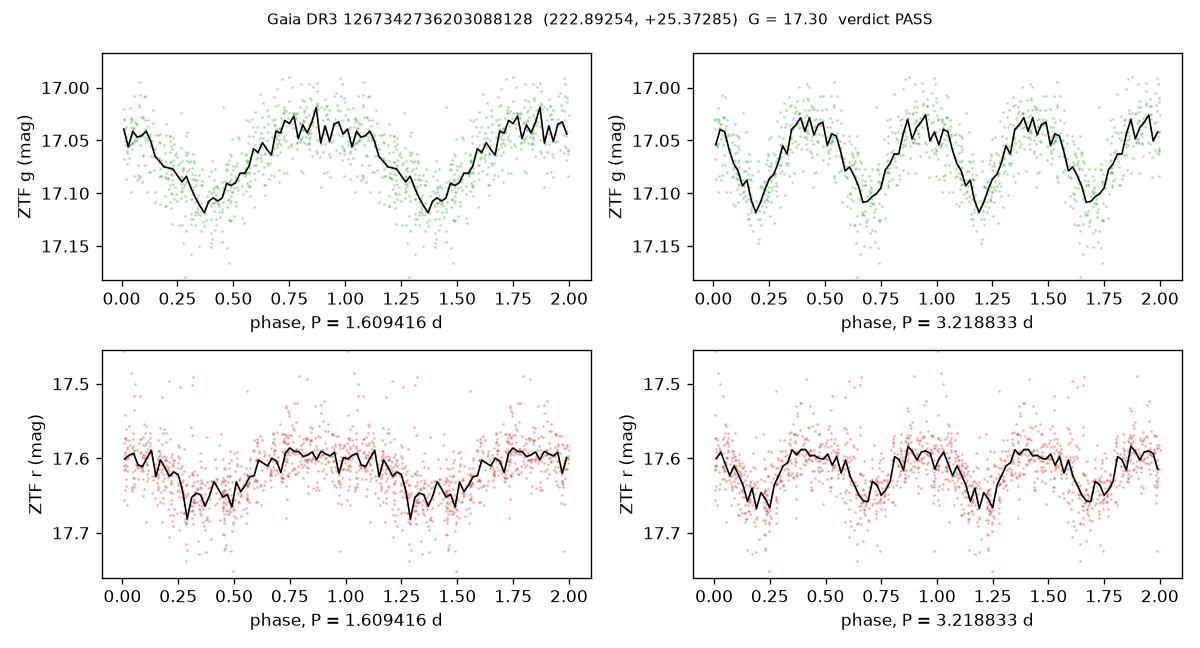 Gaia DR3 1267342736203088128  (222.89254, +25.37285)  G = 17.30  verdict PASS
ZTF g (mag)
17.00
17.05
17.10
17.15
0.00 0.25 0.50 0.75 1.00 1.25 1.50 1.75 2.00
phase, P = 1.609416 d
ZTF g (mag)
17.00
17.05
17.10
17.15
0.00 0.25 0.50 0.75 1.00 1.25 1.50 1.75 2.00
phase, P = 3.218833 d
ZTF r (mag)
17.5
17.6
17.7
0.00 0.25 0.50 0.75 1.00 1.25 1.50 1.75 2.00
phase, P = 1.609416 d
ZTF r (mag)
17.5
17.6
17.7
0.00 0.25 0.50 0.75 1.00 1.25 1.50 1.75 2.00
phase, P = 3.218833 d